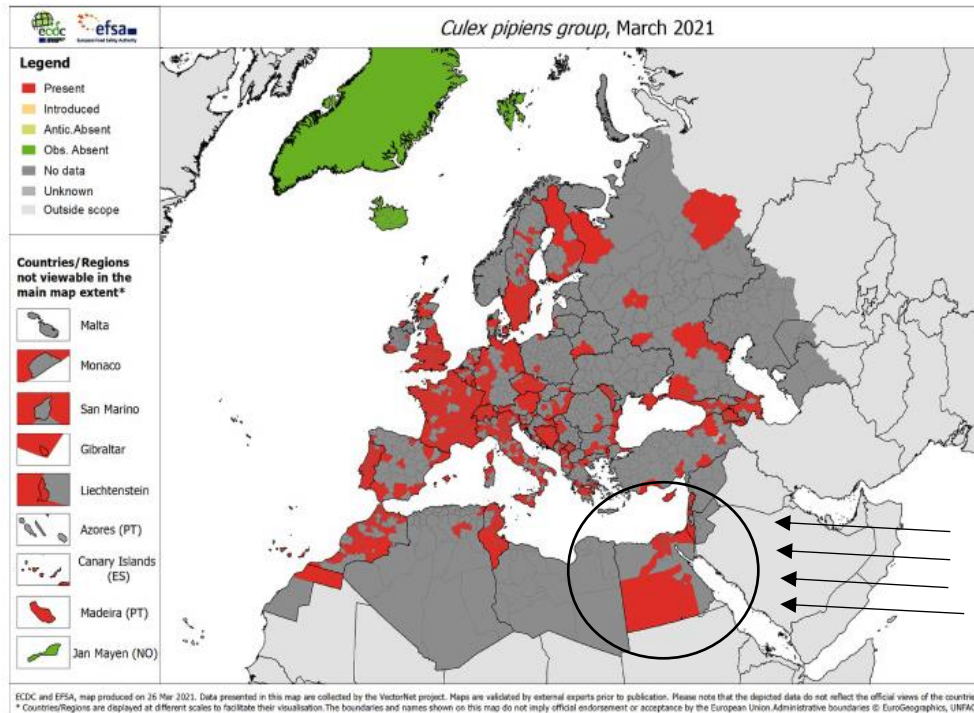 ecdc
efsa
European Food Safety Authority
Culex pipiens group, March 2021
Legend
Present
Introduced
Antic.Absent
Obs. Absent
No data
Unknown
Outside scope
Countries/Regions
not viewable in the
main map extent*
Malta
Monaco
San Marino
Gibraltar
Liechtenstein
Azores (PT)
Canary Islands
(ES)
Madeira (PT)
Jan Mayen (NO)
ECDC and EFSA, map produced on 26 Mar 2021. Data presented in this map are collected by the VectorNet project. Maps are validated by external experts prior to publication. Please note that the depicted data do not reflect the official views of the countrie
* Countries/Regions are displayed at different scales to facilitate their visualisation. The boundaries and names shown on this map do not imply official endorsement or acceptance by the European Union. Administrative boundaries © EuroGeographics, UNFAO